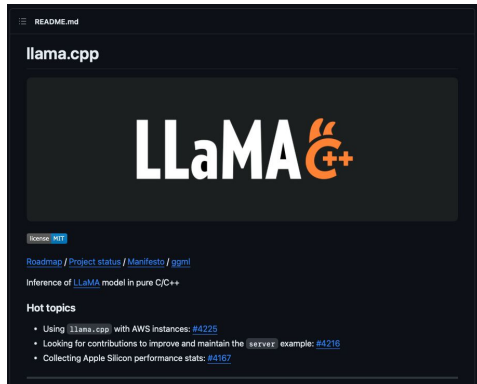 README.md
llama.cpp
LLaMA C++
license MIT
Roadmap / Project status / Manifesto / ggml
Inference of LLaMA model in pure C/C++
Hot topics
• Using llama.cpp with AWS instances: #4225
• Looking for contributions to improve and maintain the server example: #4216
• Collecting Apple Silicon performance stats: #4167